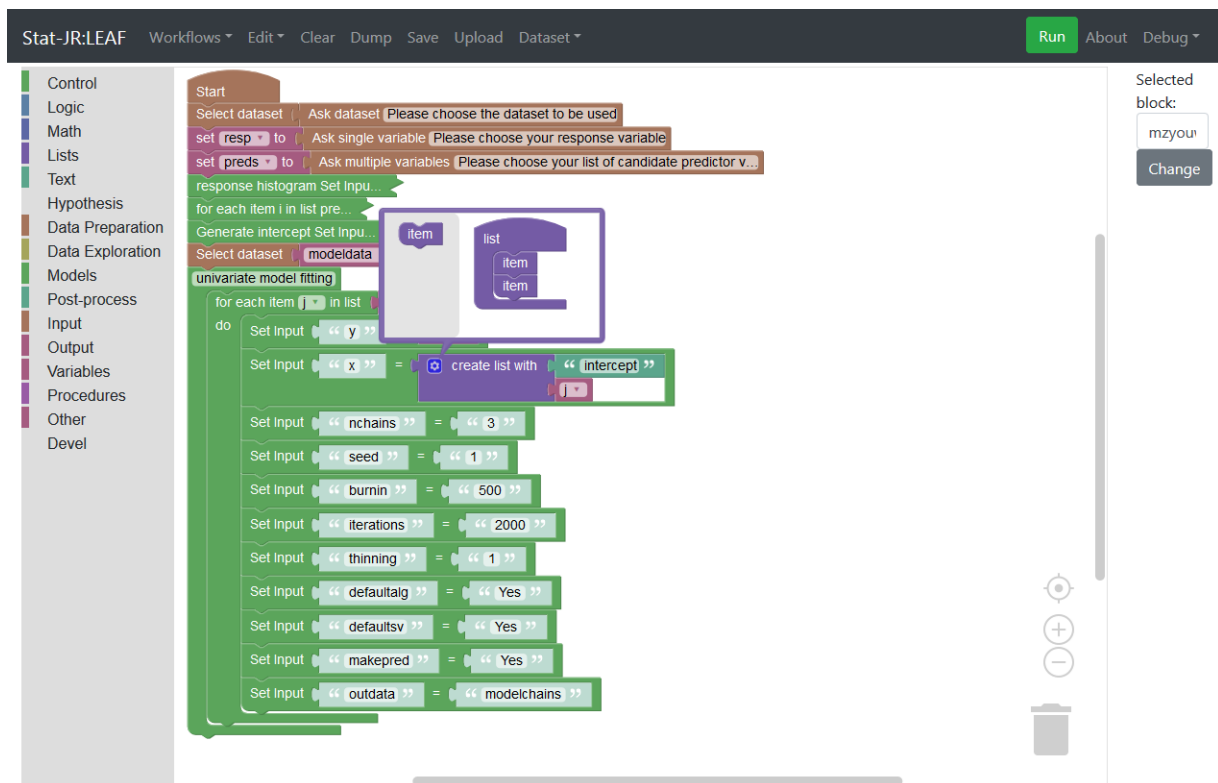 Stat-JR:LEAF Workflows Edit Clear Dump Save Upload Dataset Run About Debug
Control
Logic
Math
Lists
Text
Hypothesis
Data Preparation
Data Exploration
Models
Post-process
Input
Output
Variables
Procedures
Other
Devel
Start
Select dataset Ask dataset Please choose the dataset to be used
set resp to Ask single variable Please choose your response variable
set preds to Ask multiple variables Please choose your list of candidate predictor v...
response histogram Set Inpu...
for each item i in list pre...
Generate intercept Set Inpu...
Select dataset modeldata
univariate model fitting
for each item j in list
do Set Input “ y ”
Set Input “ x ” = create list with “ intercept ”
j
Set Input “ nchains ” = “ 3 ”
Set Input “ seed ” = “ 1 ”
Set Input “ burnin ” = “ 500 ”
Set Input “ iterations ” = “ 2000 ”
Set Input “ thinning ” = “ 1 ”
Set Input “ defaultalg ” = “ Yes ”
Set Input “ defaultsv ” = “ Yes ”
Set Input “ makepred ” = “ Yes ”
Set Input “ outdata ” = “ modelchains ”
item
list
item
item
Selected
block:
Change